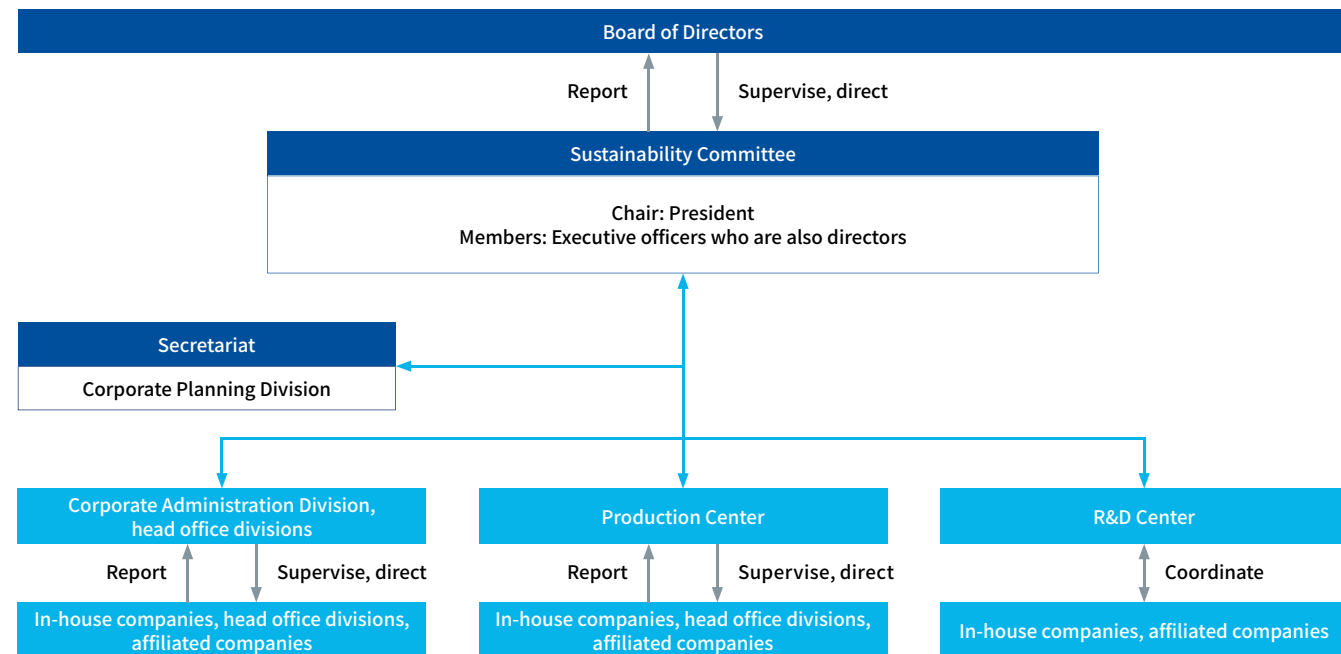 Board of Directors
Report
Supervise, direct
Sustainability Committee
Chair: President
Members: Executive officers who are also directors
Secretariat
Corporate Planning Division
Corporate Administration Division,
head office divisions
Production Center
R&D Center
Report
Supervise, direct
Report
Supervise, direct
Coordinate
In-house companies, head office divisions,
affiliated companies
In-house companies, head office divisions,
affiliated companies
In-house companies, affiliated companies